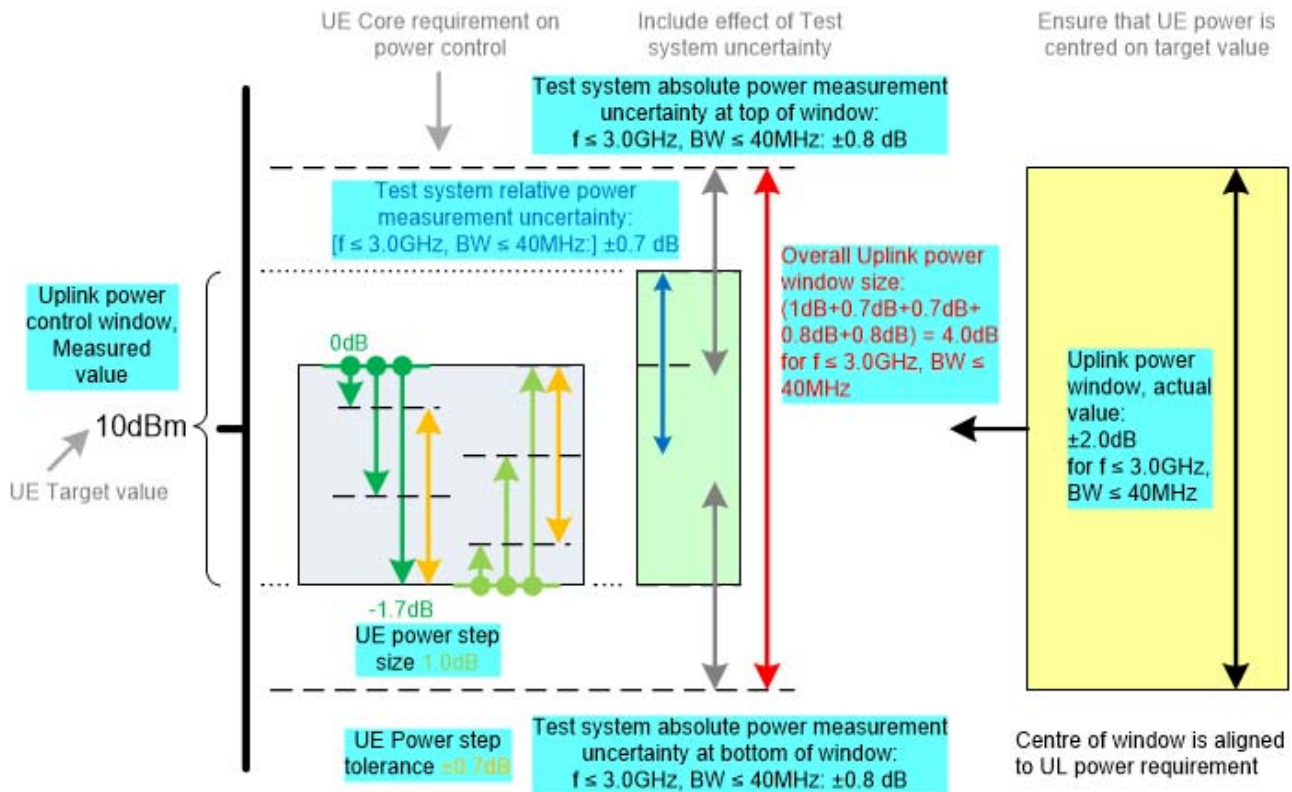 UE Core requirement on
power control
Include effect of Test
system uncertainty
Ensure that UE power is
centred on target value
Test system absolute power measurement
uncertainty at top of window:
f ≤ 3.0GHz, BW ≤ 40MHz: ±0.8 dB
Test system relative power
measurement uncertainty:
[f ≤ 3.0GHz, BW ≤ 40MHz:] ±0.7 dB
Uplink power
control window,
Measured
value
10dBm
UE Target value
0dB
-1.7dB
UE power step
size 1.0dB
Overall Uplink power
window size:
(1dB+0.7dB+0.7dB+
0.8dB+0.8dB) = 4.0dB
for f ≤ 3.0GHz, BW ≤
40MHz
Uplink power
window, actual
value:
±2.0dB
for f ≤ 3.0GHz,
BW ≤ 40MHz
UE Power step
tolerance ±0.7dB
Test system absolute power measurement
uncertainty at bottom of window:
f ≤ 3.0GHz, BW ≤ 40MHz: ±0.8 dB
Centre of window is aligned
to UL power requirement